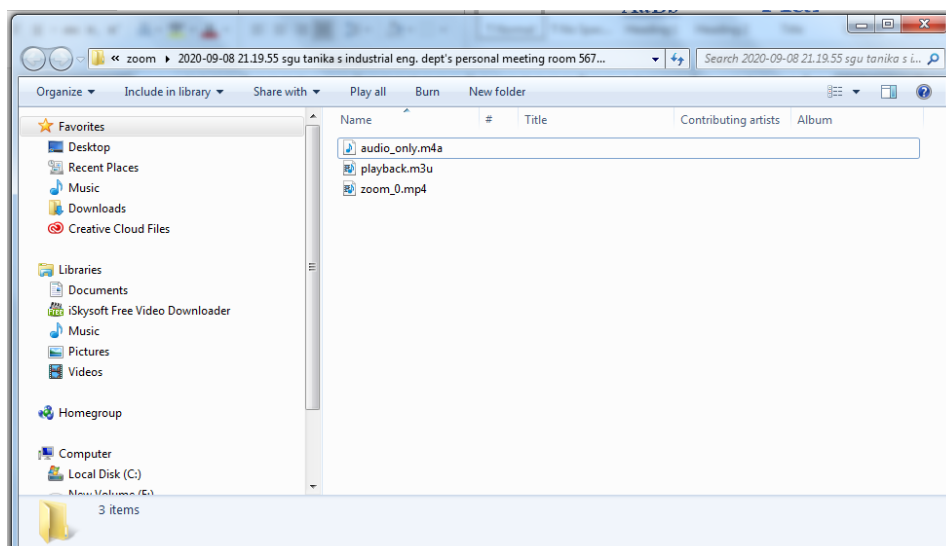 « zoom ▸ 2020-09-08 21.19.55 sgu tanika s industrial eng. dept's personal meeting room 567...
Search 2020-09-08 21.19.55 sgu tanika s i...
Organize Include in library Share with Play all Burn New folder
Favorites
Desktop
Recent Places
Music
Downloads
Creative Cloud Files
Libraries
Documents
iSkysoft Free Video Downloader
Music
Pictures
Videos
Homegroup
Computer
Local Disk (C:)
Name # Title Contributing artists Album
audio_only.m4a
playback.m3u
zoom_0.mp4
3 items